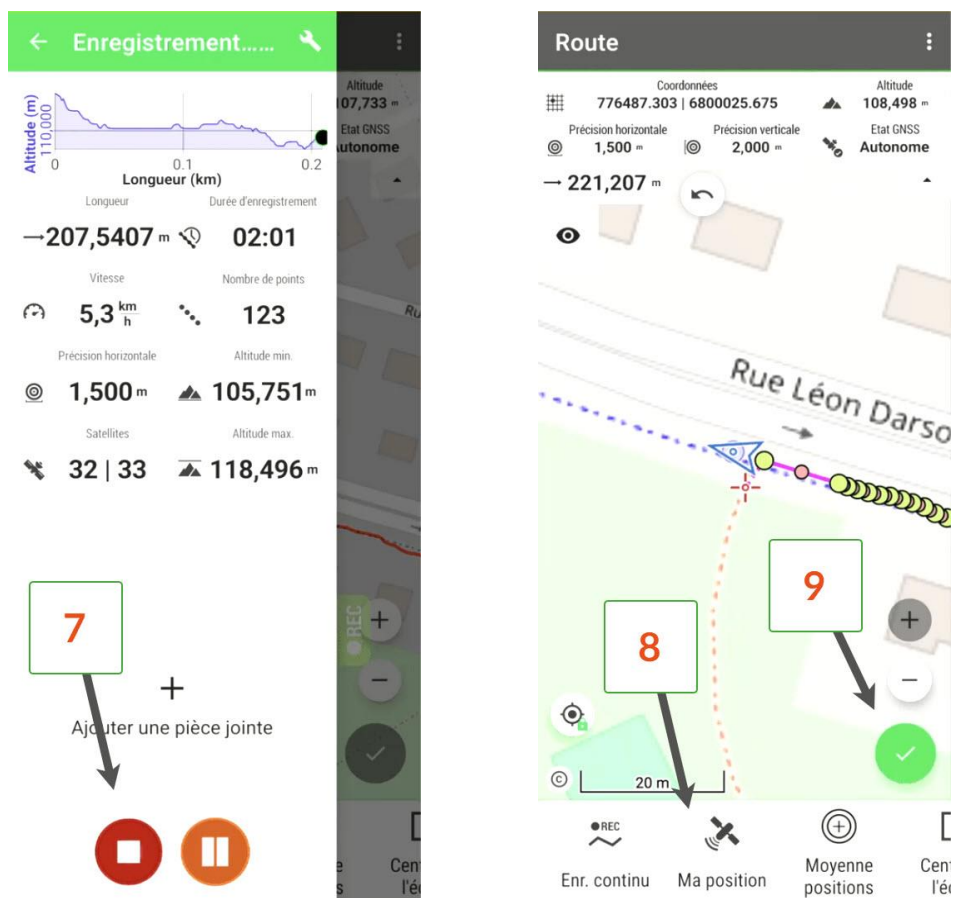 Enregistrement......
Altitude (m)
110,000
0
0.1
0.2
Longueur (km)
Longueur
Durée d'enregistrement
207,5407 m
02:01
Vitesse
Nombre de points
5,3 km/h
123
Précision horizontale
Altitude min.
1,500 m
105,751 m
Satellites
Altitude max.
32 | 33
118,496 m
7
Ajouter une pièce jointe
Altitude
107,733 m
Etat GNSS
Autonome
Ru
REC
+
−
Cen
l'é
Route
Coordonnées
Altitude
776487.303 | 6800025.675
108,498 m
Précision horizontale
Précision verticale
Etat GNSS
1,500 m
2,000 m
Autonome
221,207 m
Rue Léon Darso
9
8
+
−
©
20 m
REC
Enr. continu
Ma position
Moyenne
positions
Cen
l'é